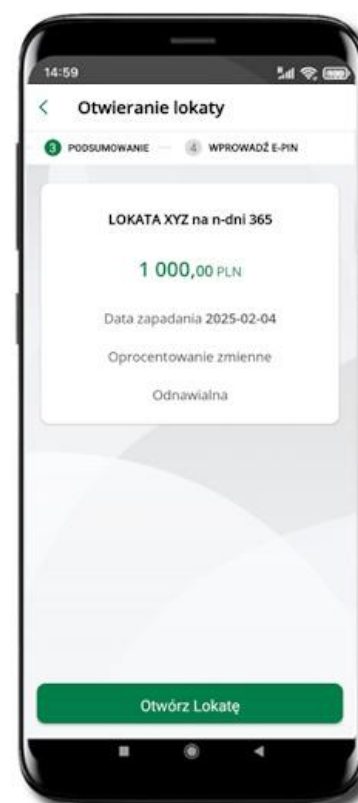 14:59
Otwieranie lokaty
3 PODSUMOWANIE 4 WPROWADŹ E-PIN
LOKATA XYZ na n-dni 365
1 000,00 PLN
Data zapadania 2025-02-04
Oprocentowanie zmienne
Odnawialna
Otwórz Lokatę